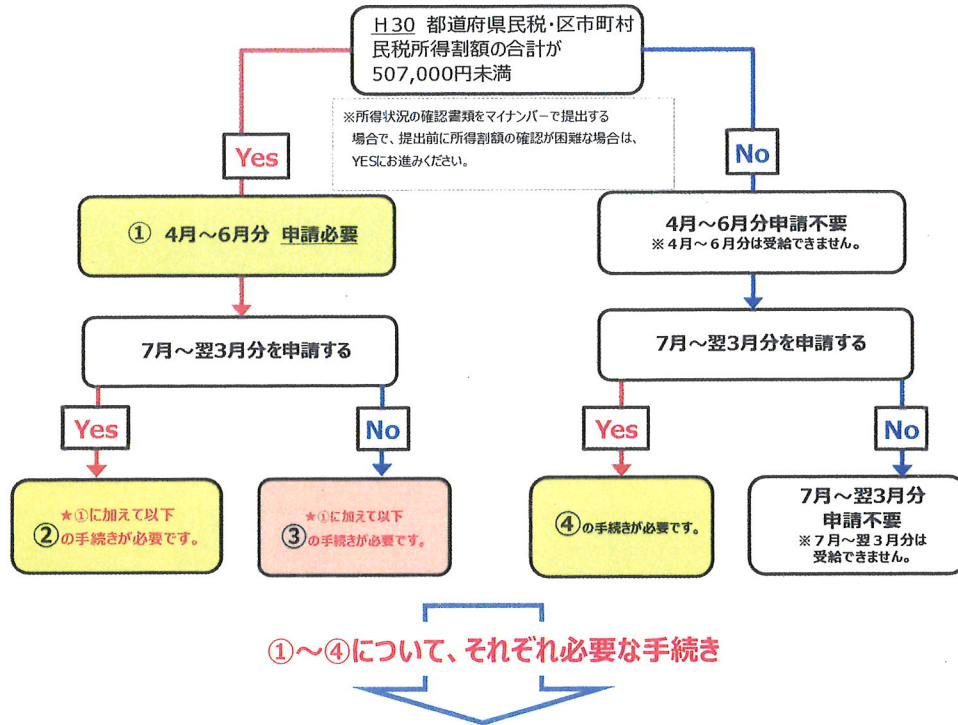 H30 都道府県民税・区市町村
民税所得割額の合計が
507,000円未満
※所得状況の確認書類をマイナンバーで提出する
場合で、提出前に所得割額の確認が困難な場合は、
YESにお進みください。
Yes
No
① 4月～6月分 申請必要
4月～6月分申請不要
※4月～6月分は受給できません。
7月～翌3月分を申請する
7月～翌3月分を申請する
Yes
No
Yes
No
★①に加えて以下
②の手続きが必要です。
★①に加えて以下
③の手続きが必要です。
④の手続きが必要です。
7月～翌3月分
申請不要
※7月～翌3月分は
受給できません。
①～④について、それぞれ必要な手続き